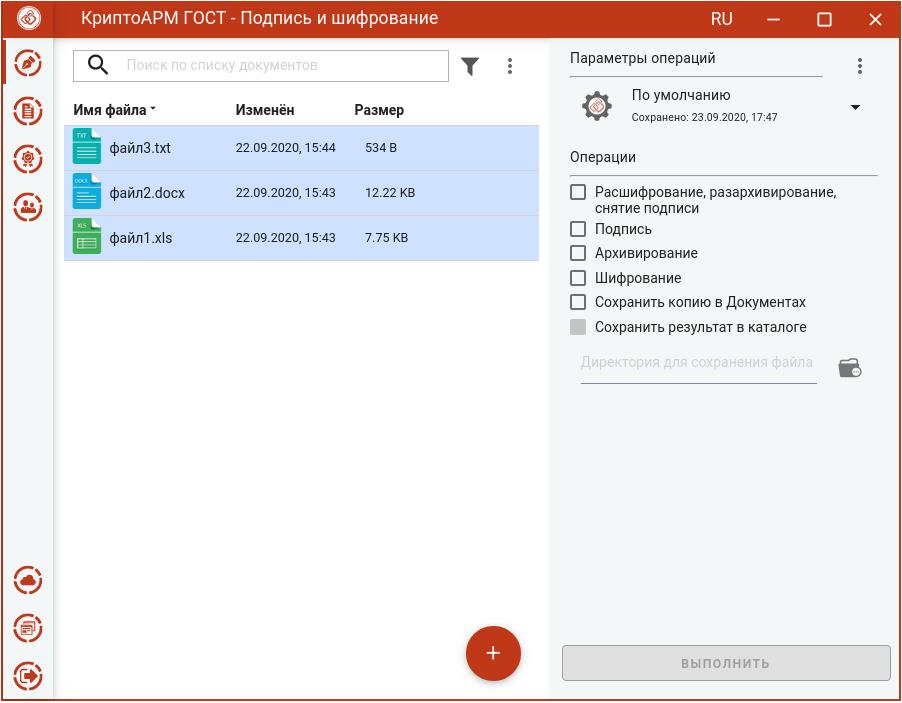 КриптоАРМ ГОСТ - Подпись и шифрование
RU
Поиск по списку документов
Имя файла
Изменён
Размер
TXT
файл3.txt
22.09.2020, 15:44
534 B
DOCX
файл2.docx
22.09.2020, 15:43
12.22 KB
XLS
файл1.xls
22.09.2020, 15:43
7.75 KB
Параметры операций
По умолчанию
Сохранено: 23.09.2020, 17:47
Операции
Расшифрование, разархивирование,
снятие подписи
Подпись
Архивирование
Шифрование
Сохранить копию в Документах
Сохранить результат в каталоге
Директория для сохранения файла
ВЫПОЛНИТЬ